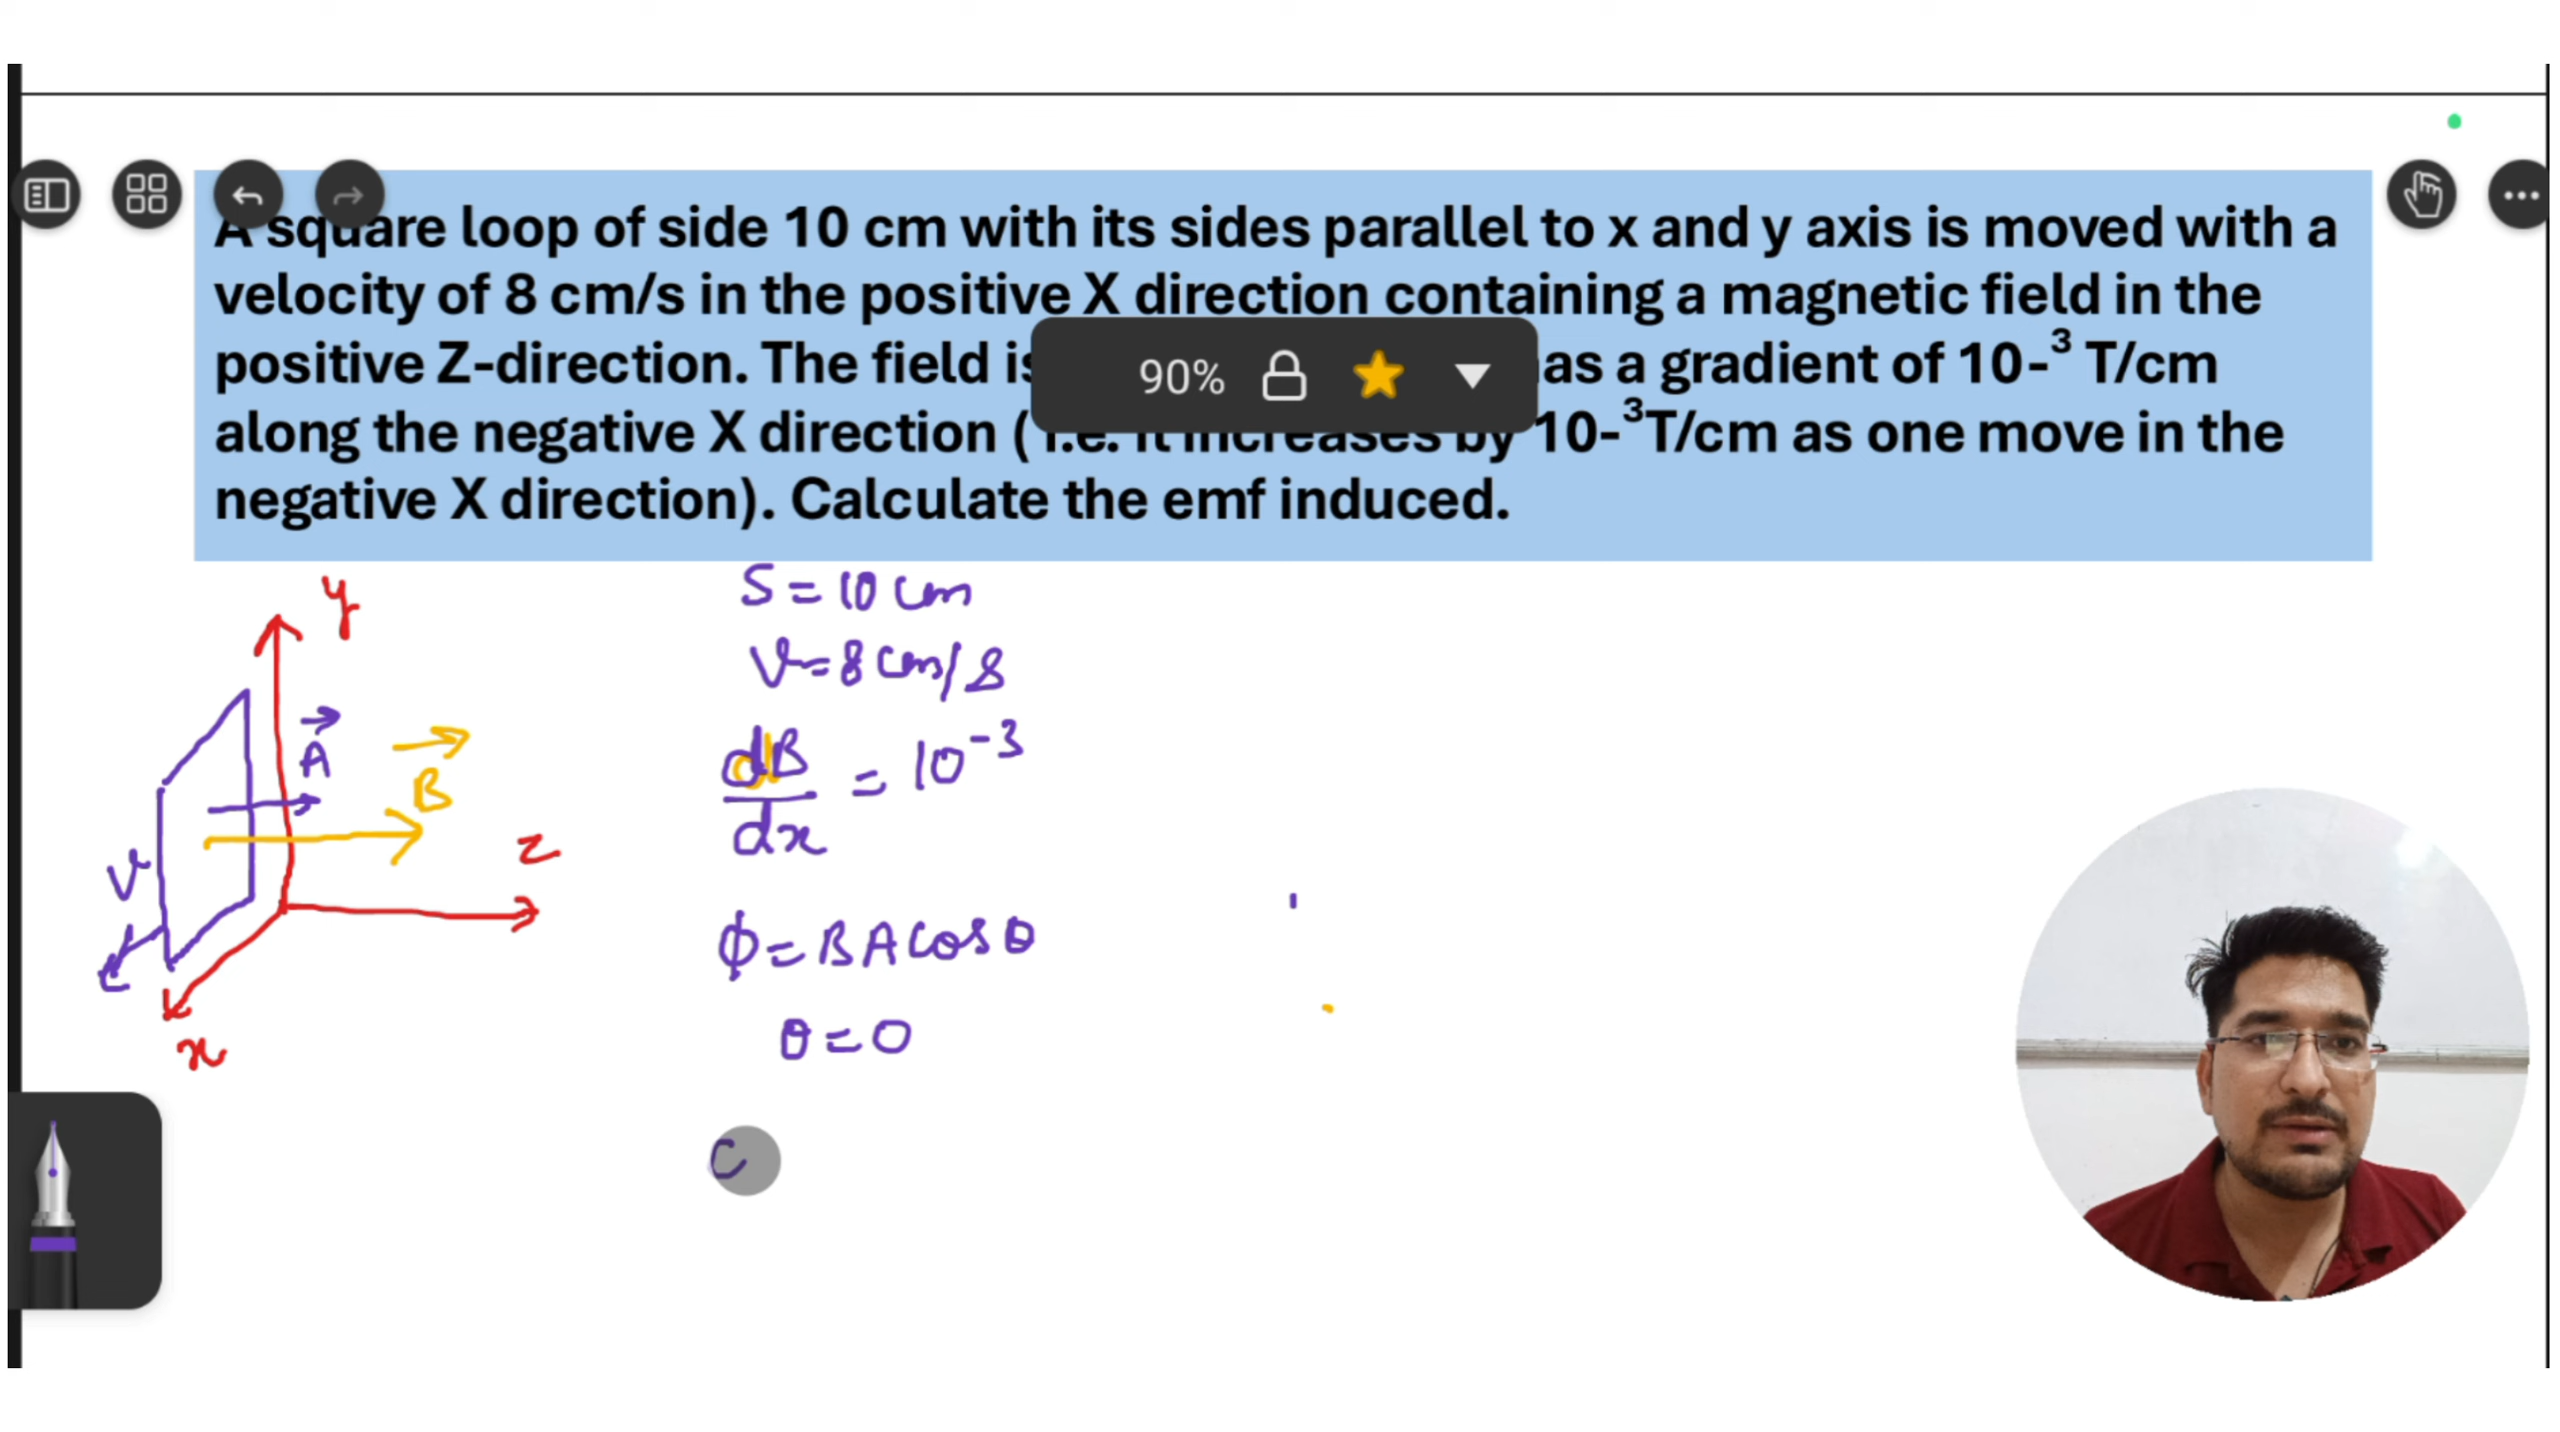 A square loop of side 10 cm with its sides parallel to x and y axis is moved with a
velocity of 8 cm/s in the positive X direction containing a magnetic field in the
positive Z-direction. The field is as a gradient of 10-³ T/cm
90%
along the negative X direction ( i.e. it increases by 10-³T/cm as one move in the
negative X direction). Calculate the emf induced.
y
A
B
z
v
x
S = 10 cm
v = 8 cm/s
dB/dx = 10⁻³
ϕ = BA cos θ
θ = 0